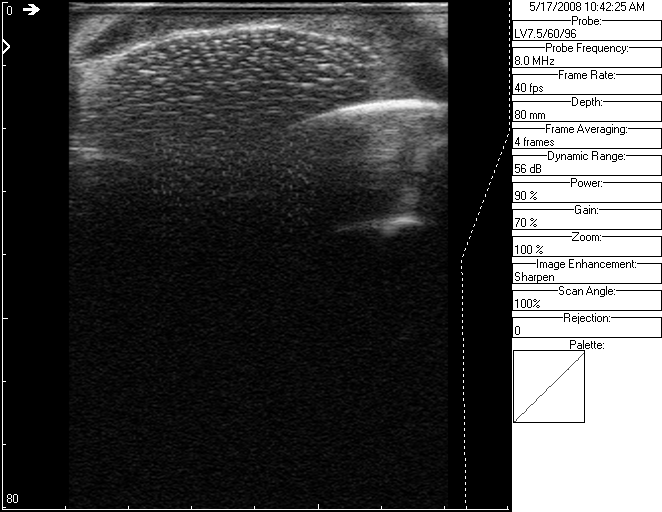 0
80
5/17/2008 10:42:25 AM
Probe:
LV7.5/60/96
Probe Frequency:
8.0 MHz
Frame Rate:
40 fps
Depth:
80 mm
Frame Averaging:
4 frames
Dynamic Range:
56 dB
Power:
90 %
Gain:
70 %
Zoom:
100 %
Image Enhancement:
Sharpen
Scan Angle:
100%
Rejection:
0
Palette: